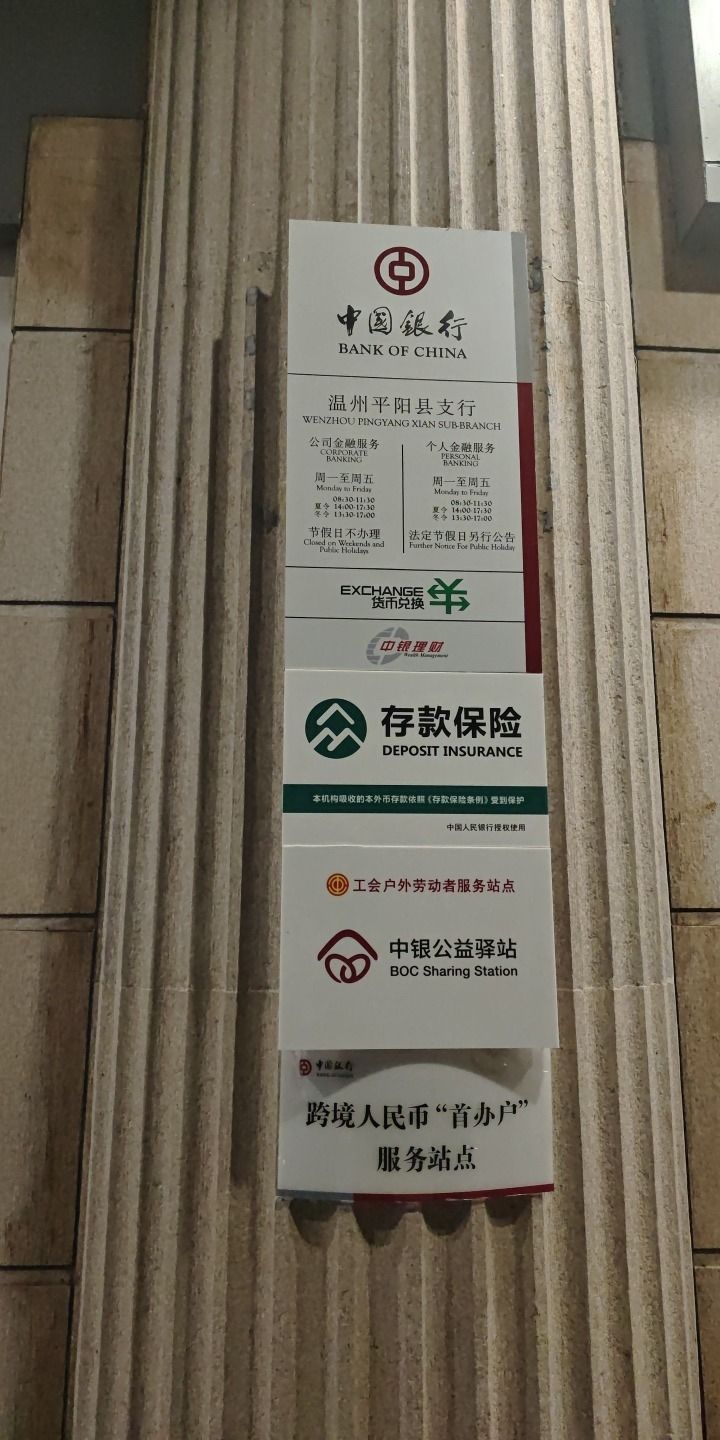 中国银行
BANK OF CHINA
温州平阳县支行
WENZHOU PINGYANG XIAN SUB-BRANCH
公司金融服务
CORPORATE
BANKING
周一至周五
Monday to Friday
08:30-11:30
夏令 14:00-17:30
冬令 13:30-17:00
节假日不办理
Closed on Weekends and
Public Holidays
个人金融服务
PERSONAL
BANKING
周一至周五
Monday to Friday
08:30-11:30
夏令 14:00-17:30
冬令 13:30-17:00
法定节假日另行公告
Further Notice For Public Holiday
EXCHANGE
货币兑换
中银理财
Wealth Management
存款保险
DEPOSIT INSURANCE
本机构吸收的本外币存款依照《存款保险条例》受到保护
中国人民银行授权使用
工会户外劳动者服务站点
中银公益驿站
BOC Sharing Station
中国银行
BANK OF CHINA
跨境人民币“首办户”
服务站点